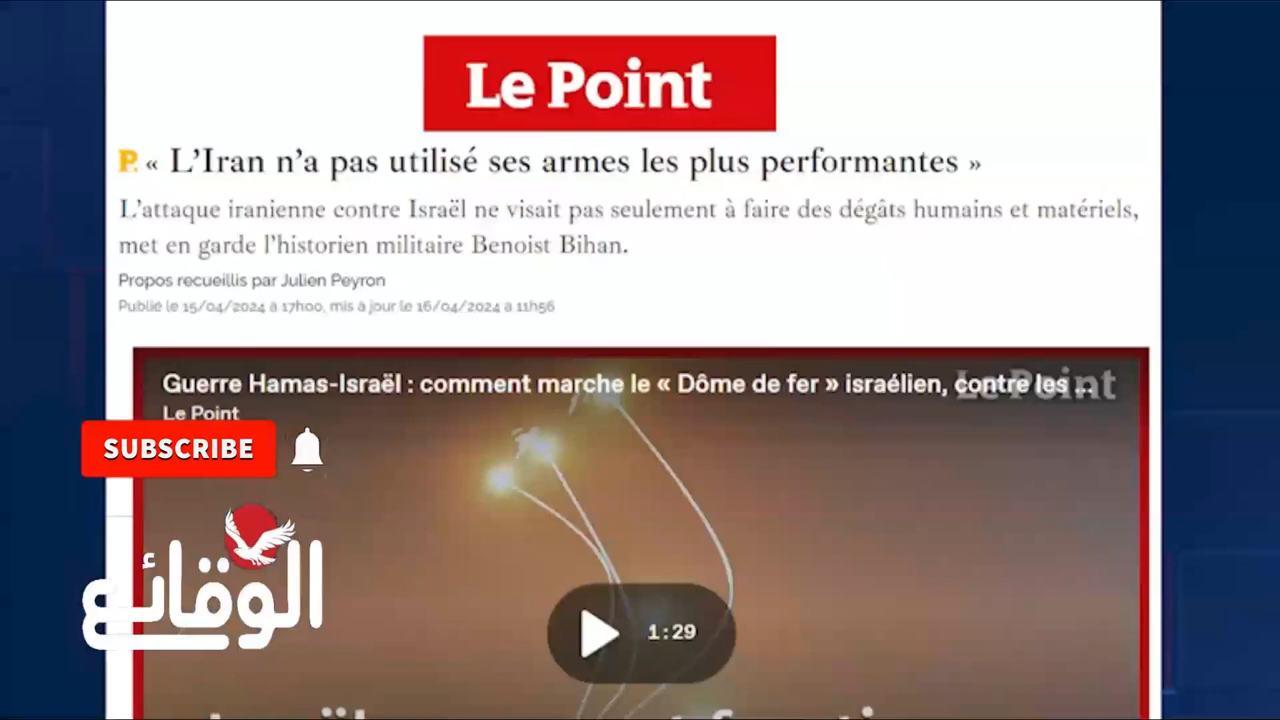 Le Point
P. « L’Iran n’a pas utilisé ses armes les plus performantes »
L’attaque iranienne contre Israël ne visait pas seulement à faire des dégâts humains et matériels,
met en garde l’historien militaire Benoist Bihan.
Propos recueillis par Julien Peyron
Publié le 15/04/2024 à 17h00, mis à jour le 16/04/2024 à 11h56
Guerre Hamas-Israël : comment marche le « Dôme de fer » israélien, contre les ...
Le Point
Le Point
SUBSCRIBE
الوقائع
1:29